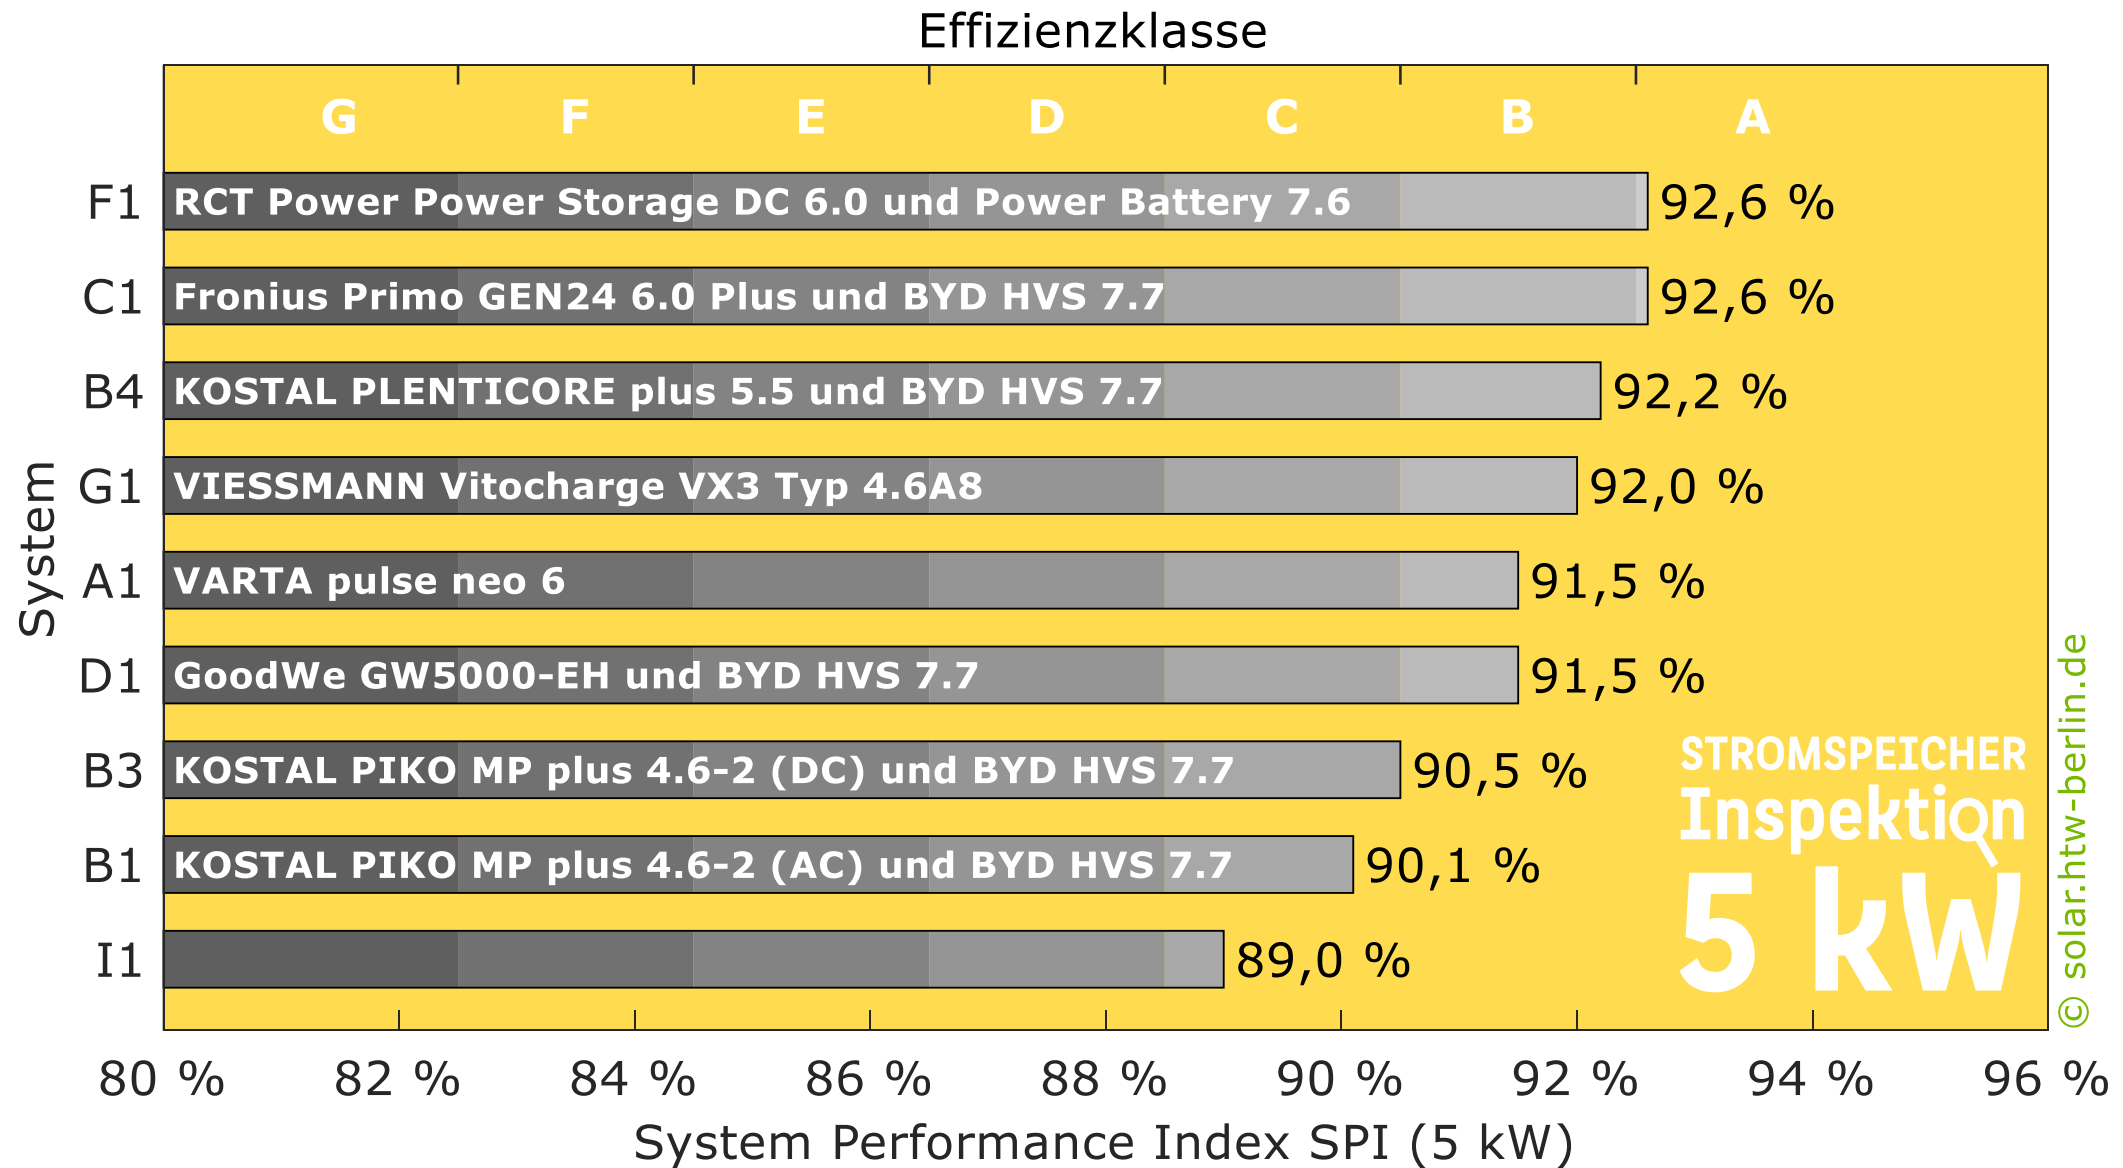 Effizienzklasse
G F E D C B A
F1 RCT Power Power Storage DC 6.0 und Power Battery 7.6 92,6 %
C1 Fronius Primo GEN24 6.0 Plus und BYD HVS 7.7 92,6 %
B4 KOSTAL PLENTICORE plus 5.5 und BYD HVS 7.7 92,2 %
G1 VIESSMANN Vitocharge VX3 Typ 4.6A8 92,0 %
A1 VARTA pulse neo 6 91,5 %
D1 GoodWe GW5000-EH und BYD HVS 7.7 91,5 %
B3 KOSTAL PIKO MP plus 4.6-2 (DC) und BYD HVS 7.7 90,5 %
B1 KOSTAL PIKO MP plus 4.6-2 (AC) und BYD HVS 7.7 90,1 %
I1 89,0 %
System
STROMSPEICHER
Inspektion
5 kW
80 % 82 % 84 % 86 % 88 % 90 % 92 % 94 % 96 %
System Performance Index SPI (5 kW)
© solar.htw-berlin.de